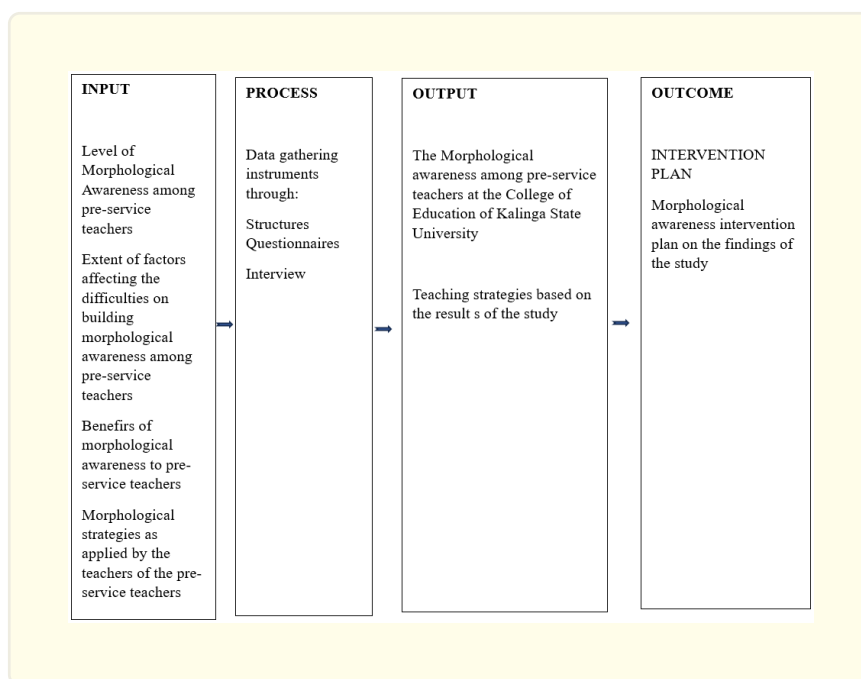 INPUT
Level of
Morphological
Awareness among
pre-service
teachers
Extent of factors
affecting the
difficulties on
building
morphological
awareness among
pre-service
teachers
Benefirs of
morphological
awareness to pre-
service teachers
Morphological
strategies as
applied by the
teachers of the pre-
service teachers
PROCESS
Data gathering
instruments
through:
Structures
Questionnaires
Interview
OUTPUT
The Morphological
awareness among pre-service
teachers at the College of
Education of Kalinga State
University
Teaching strategies based on
the result s of the study
OUTCOME
INTERVENTION
PLAN
Morphological
awareness intervention
plan on the findings of
the study